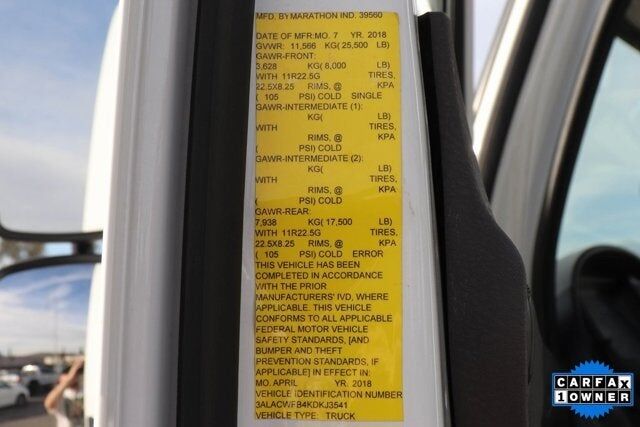 MFD. BY MARATHON IND. 39560
DATE OF MFR: MO. 7 YR. 2018
GVWR: 11,566 KG( 25,500 LB)
GAWR-FRONT:
3,628 KG( 8,000 LB)
WITH 11R22.5G TIRES,
22.5X8.25 RIMS, @ KPA
( 105 PSI) COLD SINGLE
GAWR-INTERMEDIATE (1):
KG( LB)
WITH TIRES,
RIMS, @ KPA
( PSI) COLD
GAWR-INTERMEDIATE (2):
KG( LB)
WITH TIRES,
RIMS, @ KPA
( PSI) COLD
GAWR-REAR:
7,938 KG( 17,500 LB)
WITH 11R22.5G TIRES,
22.5X8.25 RIMS, @ KPA
( 105 PSI) COLD ERROR
THIS VEHICLE HAS BEEN
COMPLETED IN ACCORDANCE
WITH THE PRIOR
MANUFACTURERS' IVD, WHERE
APPLICABLE. THIS VEHICLE
CONFORMS TO ALL APPLICABLE
FEDERAL MOTOR VEHICLE
SAFETY STANDARDS, [AND
BUMPER AND THEFT
PREVENTION STANDARDS, IF
APPLICABLE] IN EFFECT IN:
MO. APRIL YR. 2018
VEHICLE IDENTIFICATION NUMBER
3ALACWFB4KDKJ3541
VEHICLE TYPE: TRUCK
CARFAX
1 OWNER